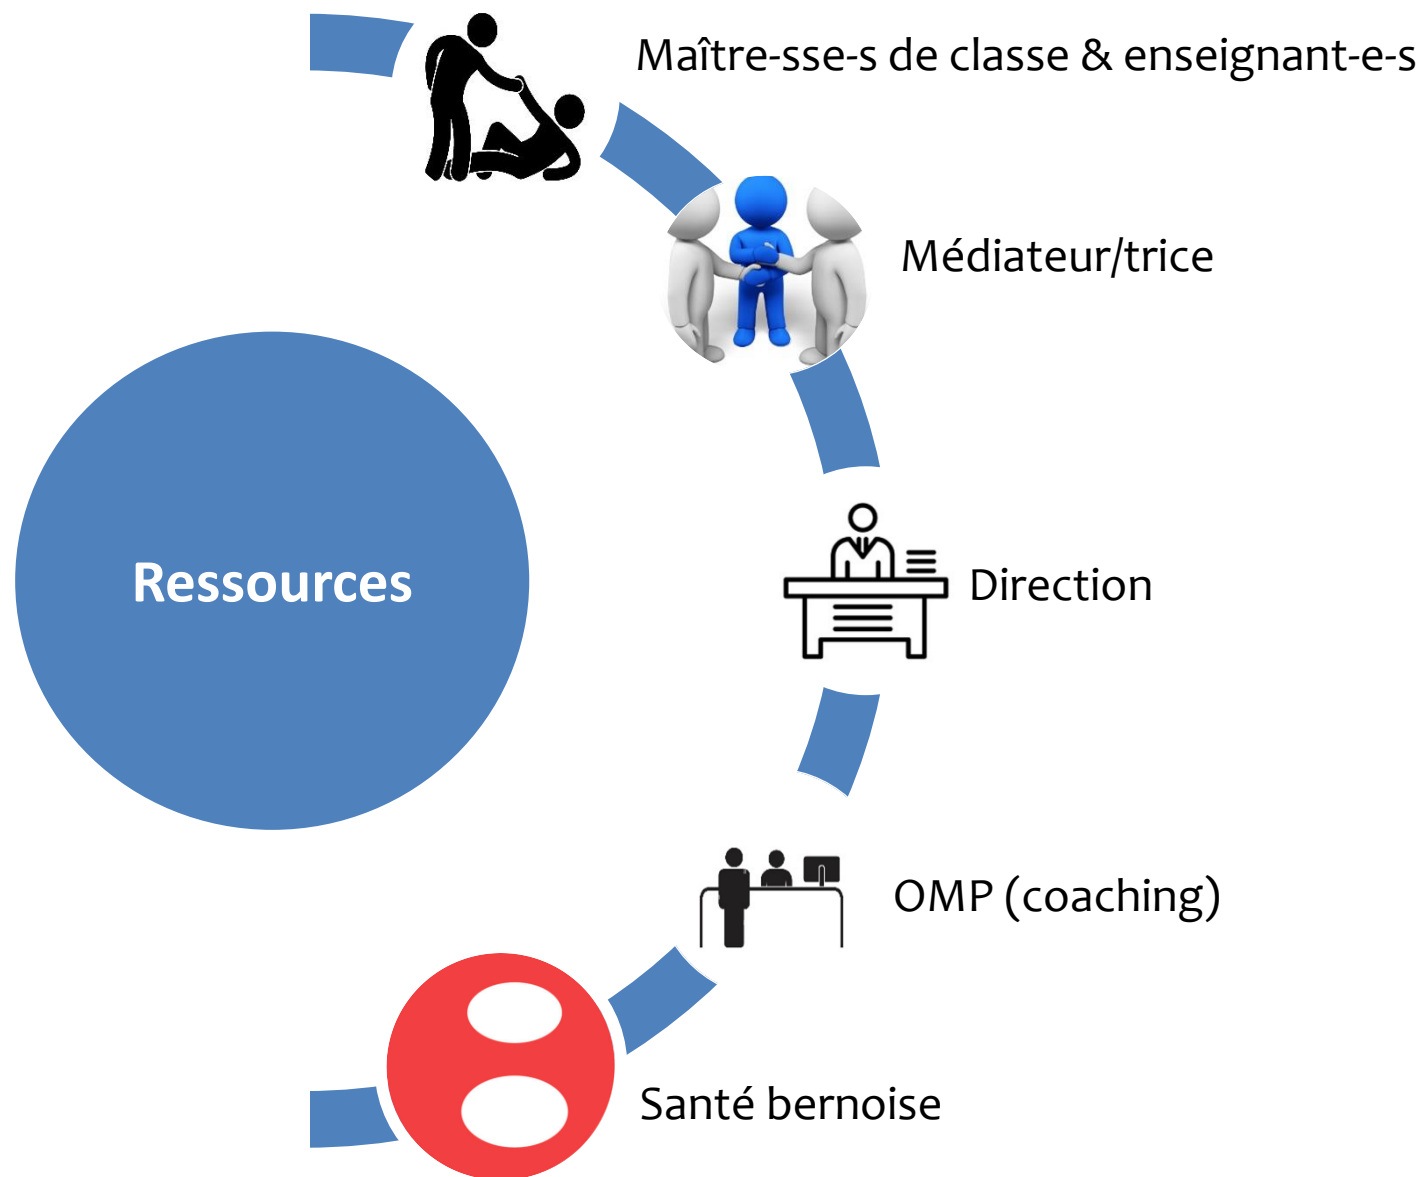 Maître-sse-s de classe & enseignant-e-s
Médiateur/trice
Ressources
Direction
OMP (coaching)
Santé bernoise